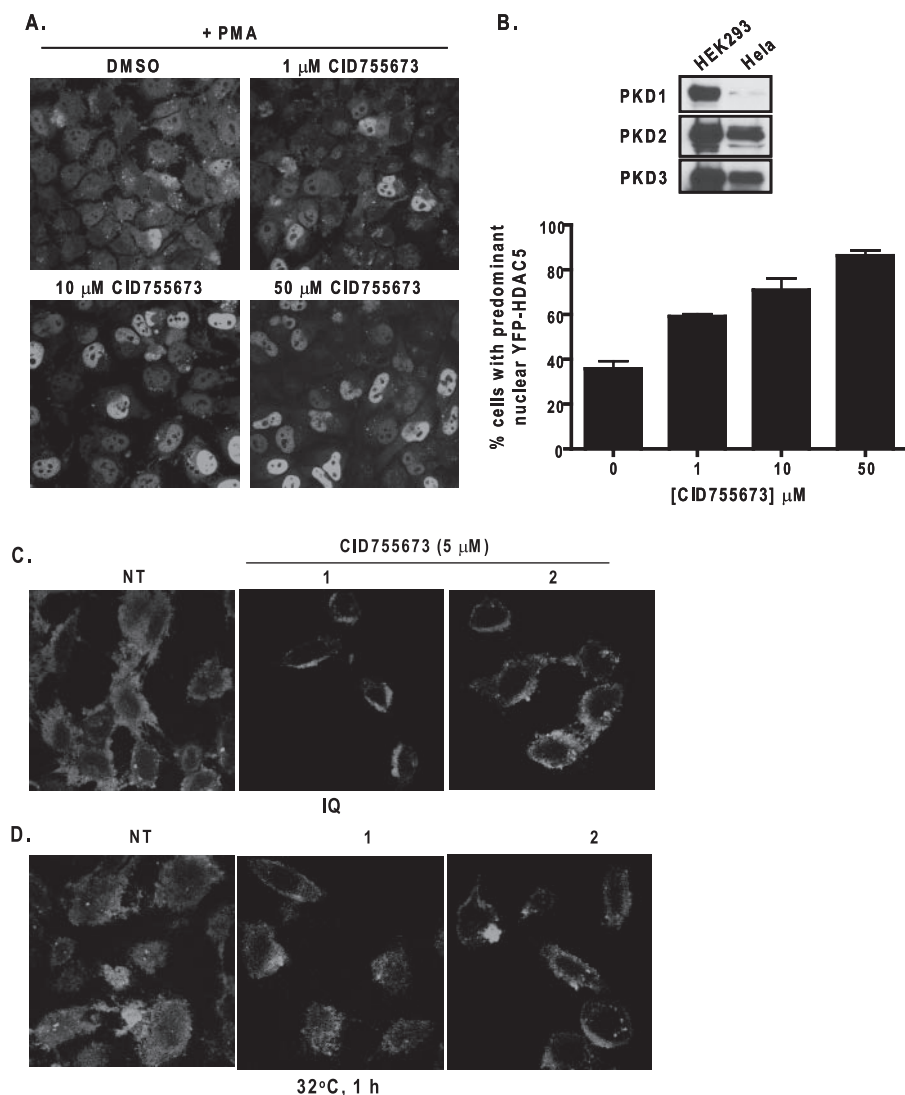 A.
+ PMA
DMSO
1 μM CID755673
10 μM CID755673
50 μM CID755673
B.
HEK293
Hela
PKD1
PKD2
PKD3
% cells with predominant
nuclear YFP-HDAC5
100
80
60
40
20
0
0
1
10
50
[CID755673] μM
C.
CID755673 (5 μM)
NT
1
2
IQ
D.
NT
1
2
32°C, 1 h